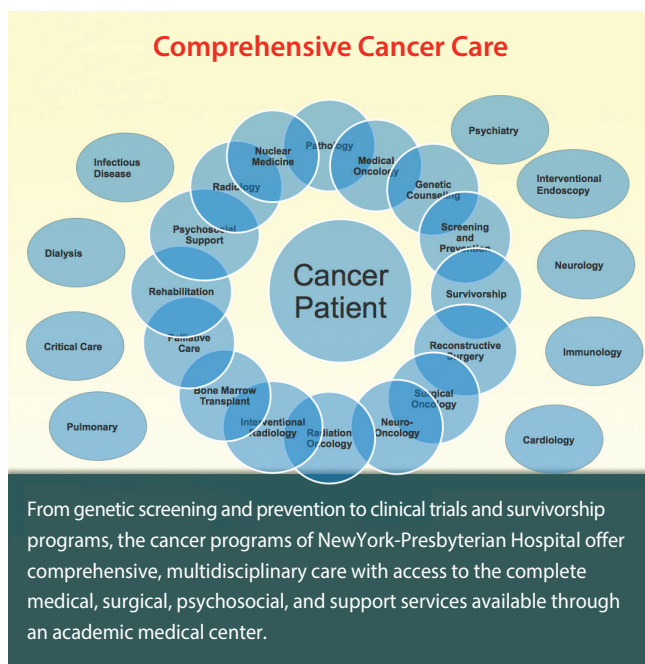 Comprehensive Cancer Care
Infectious
Disease
Dialysis
Critical Care
Pulmonary
Pathology
Medical
Oncology
Genetic
Counseling
Screening
and
Prevention
Survivorship
Reconstructive
Surgery
Surgical
Oncology
Neuro-
Oncology
Radiation
Oncology
Interventional
Radiology
Bone Marrow
Transplant
Palliative
Care
Rehabilitation
Psychosocial
Support
Radiology
Nuclear
Medicine
Cancer
Patient
Psychiatry
Interventional
Endoscopy
Neurology
Immunology
Cardiology
From genetic screening and prevention to clinical trials and survivorship
programs, the cancer programs of NewYork-Presbyterian Hospital offer
comprehensive, multidisciplinary care with access to the complete
medical, surgical, psychosocial, and support services available through
an academic medical center.